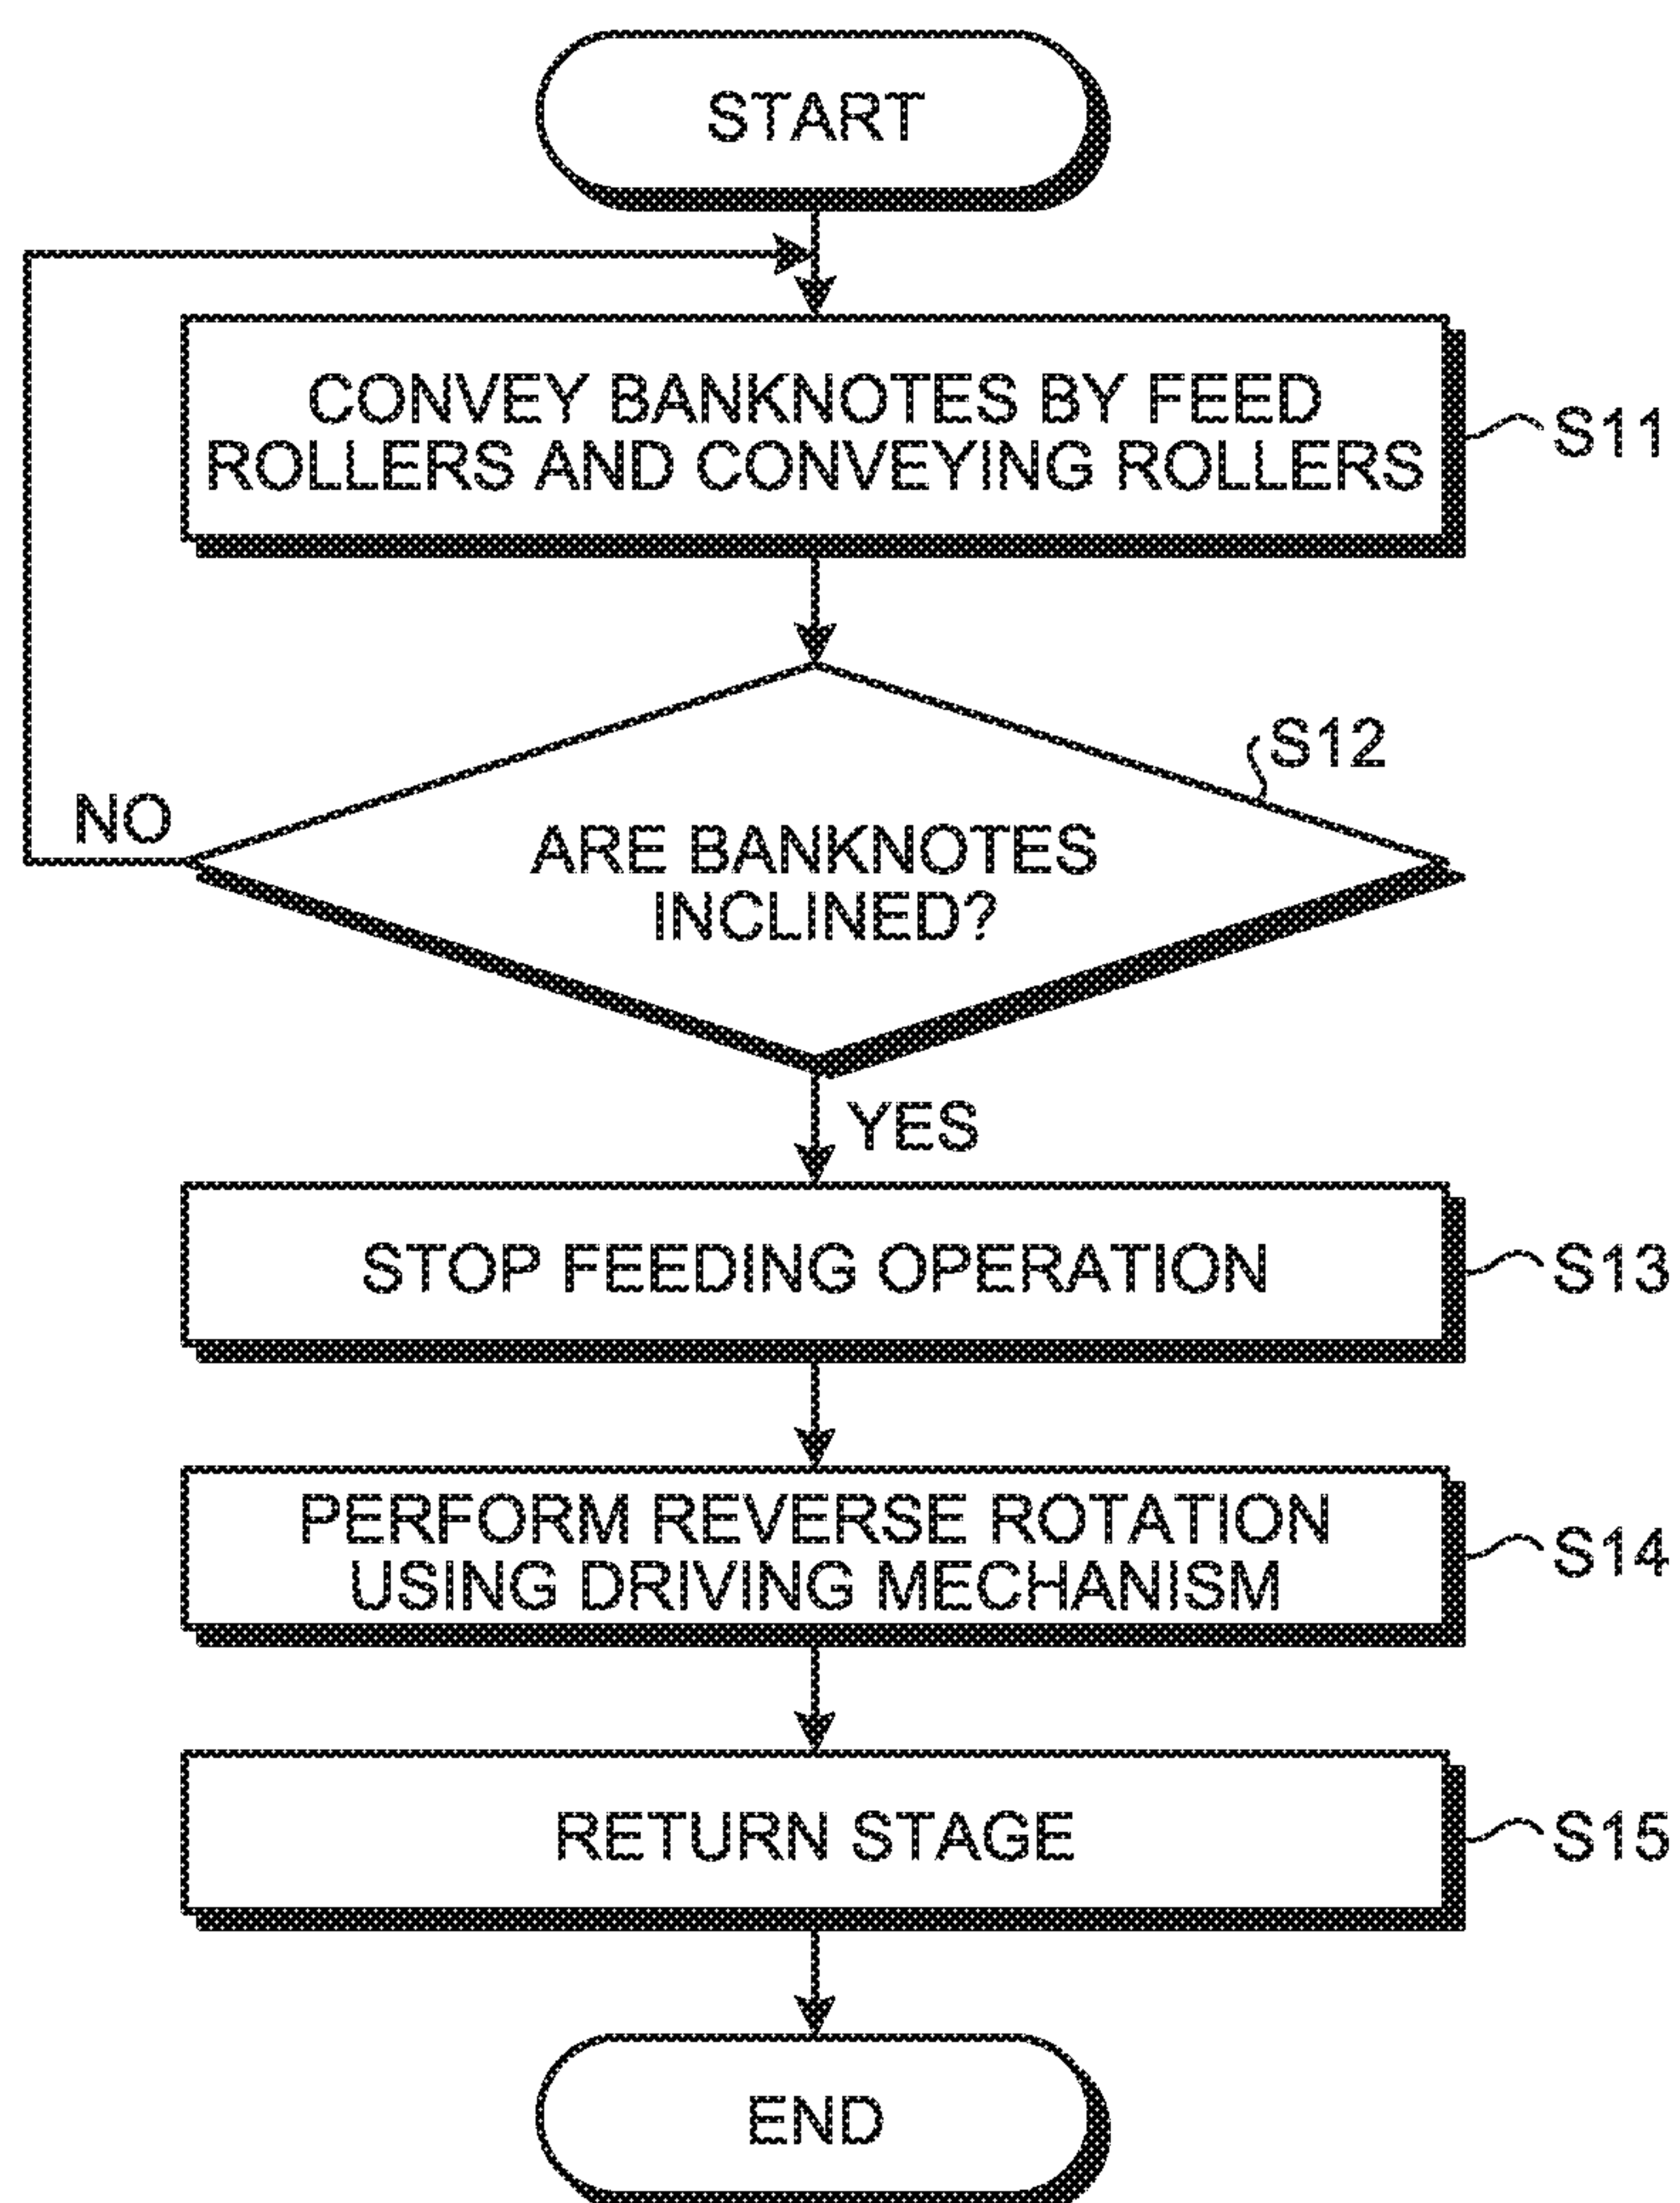 START
CONVEY BANKNOTES BY FEED
ROLLERS AND CONVEYING ROLLERS
S11
S12
NO
ARE BANKNOTES
INCLINED?
YES
STOP FEEDING OPERATION
S13
PERFORM REVERSE ROTATION
USING DRIVING MECHANISM
S14
RETURN STAGE
S15
END